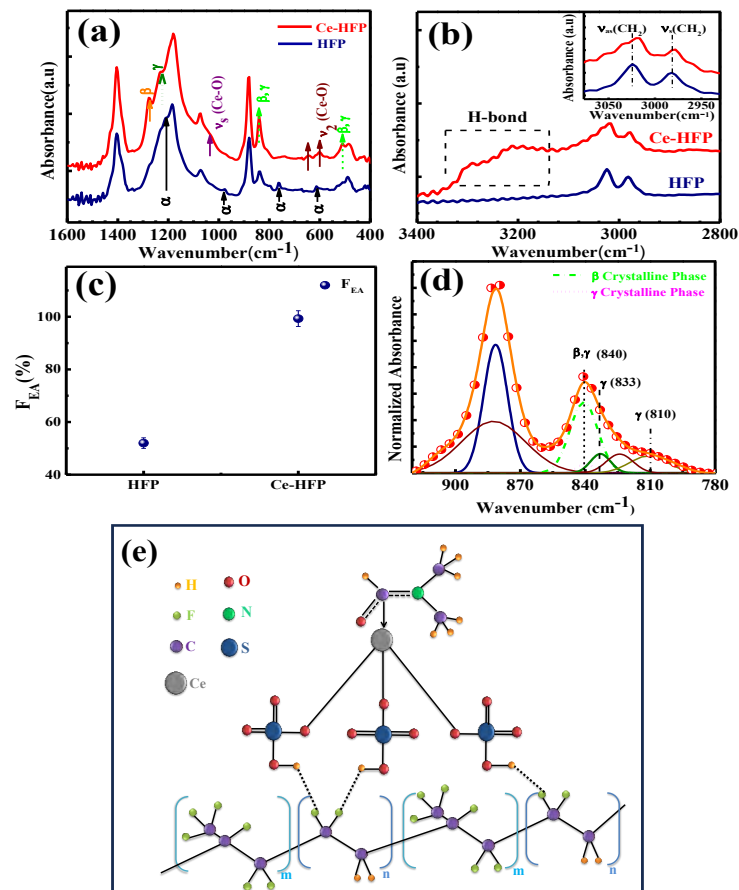 (a)
Ce-HFP
HFP
β
γ
νs (Ce-O)
β, γ
ν2 (Ce-O)
β, γ
α
α
α
α
Absorbance (a.u)
1600 1400 1200 1000 800 600 400
Wavenumber(cm-1)
(b)
νas(CH2)
νs(CH2)
Absorbance (a.u)
3050 3000 2950
Wavenumber(cm-1)
H-bond
Ce-HFP
HFP
Absorbance (a.u)
3400 3200 3000 2800
Wavenumber(cm-1)
(c)
FEA
100
80
60
40
FEA(%)
HFP
Ce-HFP
(d)
β Crystalline Phase
γ Crystalline Phase
β,γ (840)
γ (833)
γ (810)
Normalized Absorbance
900 870 840 810 780
Wavenumber (cm-1)
(e)
H
O
F
N
C
S
Ce
m
n
m
n